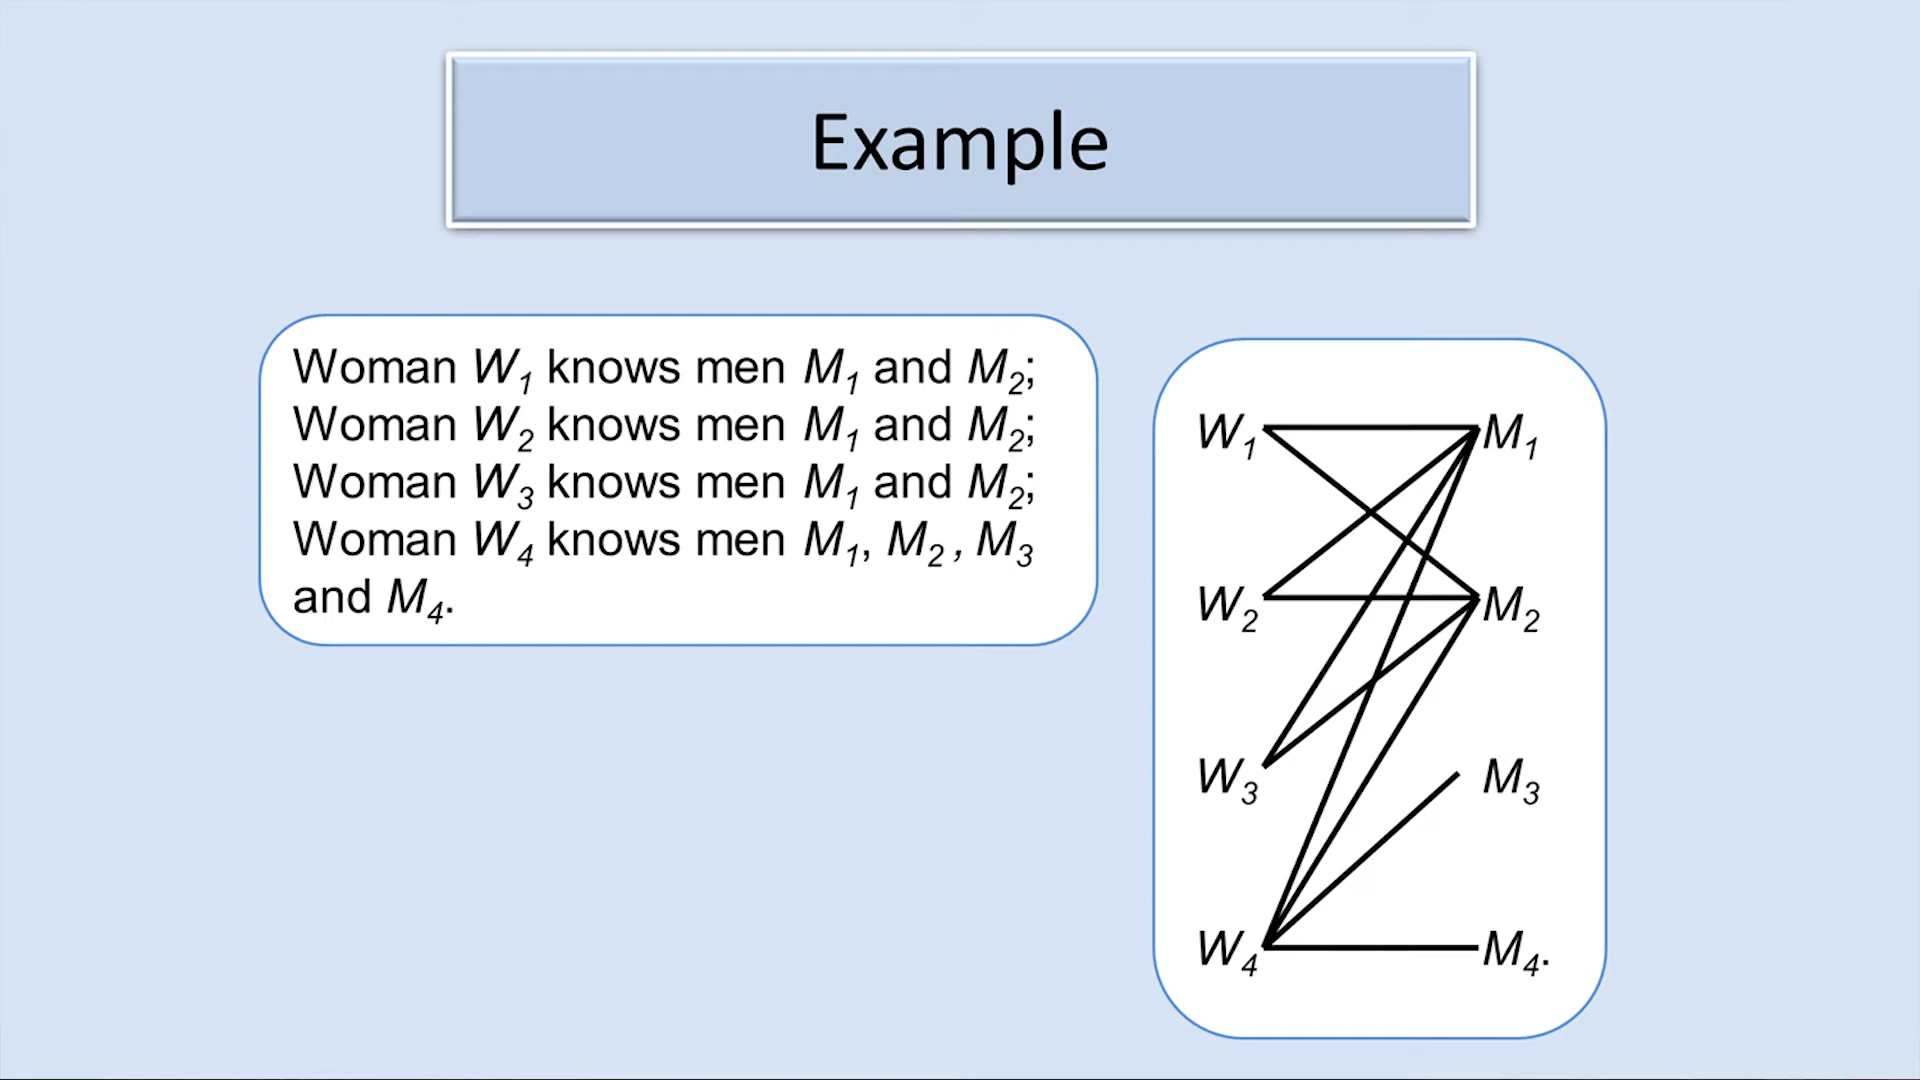 Example
Woman W1 knows men M1 and M2;
Woman W2 knows men M1 and M2;
Woman W3 knows men M1 and M2;
Woman W4 knows men M1, M2 , M3
and M4.
W1 M1
W2 M2
W3 M3
W4 M4.